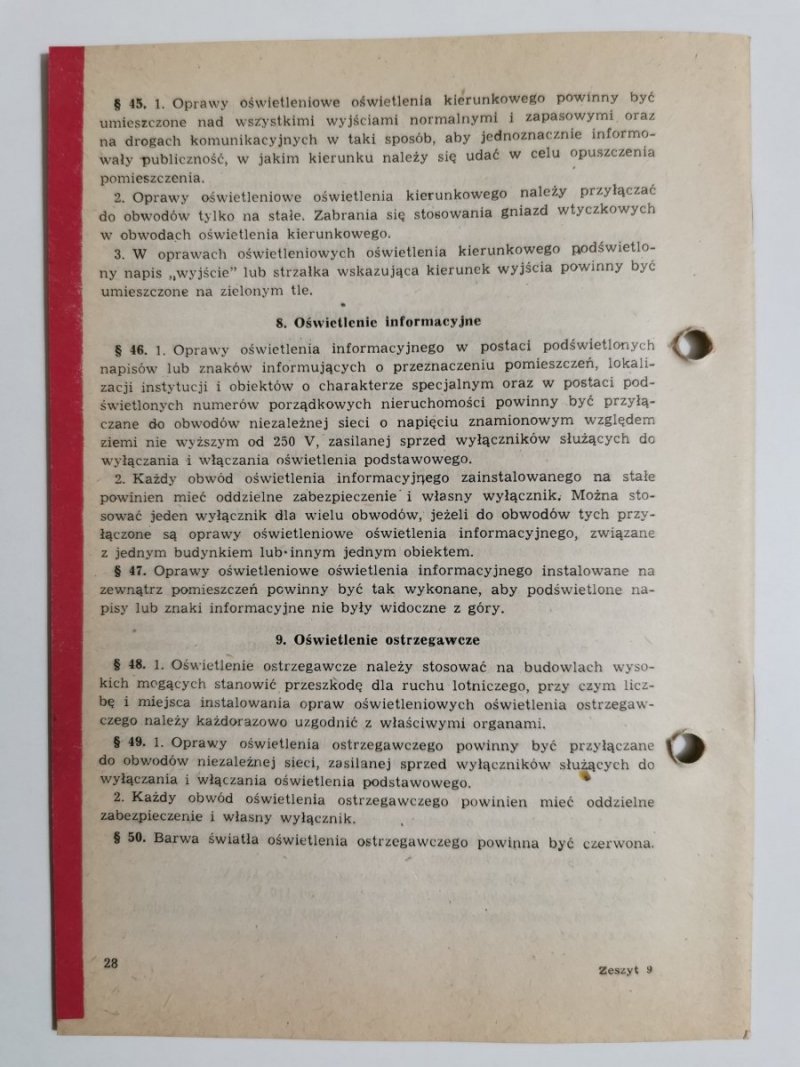 § 45. 1. Oprawy oświetleniowe oświetlenia kierunkowego powinny być
umieszczone nad wszystkimi wyjściami normalnymi i zapasowymi oraz
na drogach komunikacyjnych w taki sposób, aby jednoznacznie informo-
wały publiczność, w jakim kierunku należy się udać w celu opuszczenia
pomieszczenia.
2. Oprawy oświetleniowe oświetlenia kierunkowego należy przyłączać
do obwodów tylko na stałe. Zabrania się stosowania gniazd wtyczkowych
w obwodach oświetlenia kierunkowego.
3. W oprawach oświetleniowych oświetlenia kierunkowego podświetlo-
ny napis „wyjście” lub strzałka wskazująca kierunek wyjścia powinny być
umieszczone na zielonym tle.
8. Oświetlenie informacyjne
§ 46. 1. Oprawy oświetlenia informacyjnego w postaci podświetlonych
napisów lub znaków informujących o przeznaczeniu pomieszczeń, lokali-
zacji instytucji i obiektów o charakterze specjalnym oraz w postaci pod-
świetlonych numerów porządkowych nieruchomości powinny być przyłą-
czane do obwodów niezależnej sieci o napięciu znamionowym względem
ziemi nie wyższym od 250 V, zasilanej sprzed wyłączników służących do
wyłączania i włączania oświetlenia podstawowego.
2. Każdy obwód oświetlenia informacyjnego zainstalowanego na stałe
powinien mieć oddzielne zabezpieczenie i własny wyłącznik. Można sto-
sować jeden wyłącznik dla wielu obwodów, jeżeli do obwodów tych przy-
łączone są oprawy oświetleniowe oświetlenia informacyjnego, związane
z jednym budynkiem lub innym jednym obiektem.
§ 47. Oprawy oświetleniowe oświetlenia informacyjnego instalowane na
zewnątrz pomieszczeń powinny być tak wykonane, aby podświetlone na-
pisy lub znaki informacyjne nie były widoczne z góry.
9. Oświetlenie ostrzegawcze
§ 48. 1. Oświetlenie ostrzegawcze należy stosować na budowlach wyso-
kich mogących stanowić przeszkodę dla ruchu lotniczego, przy czym licz-
bę i miejsca instalowania opraw oświetleniowych oświetlenia ostrzegaw-
czego należy każdorazowo uzgodnić z właściwymi organami.
§ 49. 1. Oprawy oświetlenia ostrzegawczego powinny być przyłączane
do obwodów niezależnej sieci, zasilanej sprzed wyłączników służących do
wyłączania i włączania oświetlenia podstawowego.
2. Każdy obwód oświetlenia ostrzegawczego powinien mieć oddzielne
zabezpieczenie i własny wyłącznik.
§ 50. Barwa światła oświetlenia ostrzegawczego powinna być czerwona.
28
Zeszyt 9